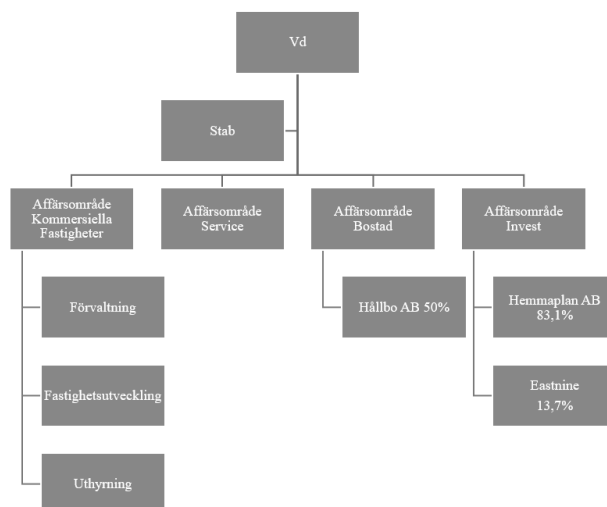 Vd
Stab
Affärsområde
Kommersiella
Fastigheter
Affärsområde
Service
Affärsområde
Bostad
Affärsområde
Invest
Förvaltning
Hållbo AB 50%
Hemmaplan AB
83,1%
Fastighetsutveckling
Eastnine
13,7%
Uthyrning